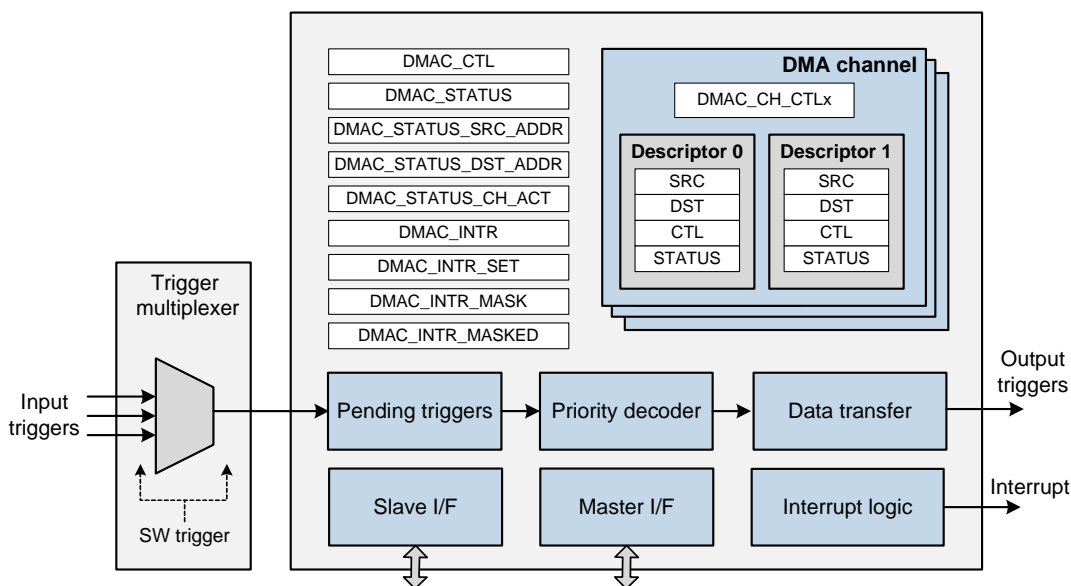 DMAC_CTL
DMAC_STATUS
DMAC_STATUS_SRC_ADDR
DMAC_STATUS_DST_ADDR
DMAC_STATUS_CH_ACT
DMAC_INTR
DMAC_INTR_SET
DMAC_INTR_MASK
DMAC_INTR_MASKED
DMA channel
DMAC_CH_CTLx
Descriptor 0
SRC
DST
CTL
STATUS
Descriptor 1
SRC
DST
CTL
STATUS
Trigger
multiplexer
Input
triggers
SW trigger
Pending triggers
Priority decoder
Data transfer
Output
triggers
Slave I/F
Master I/F
Interrupt logic
Interrupt